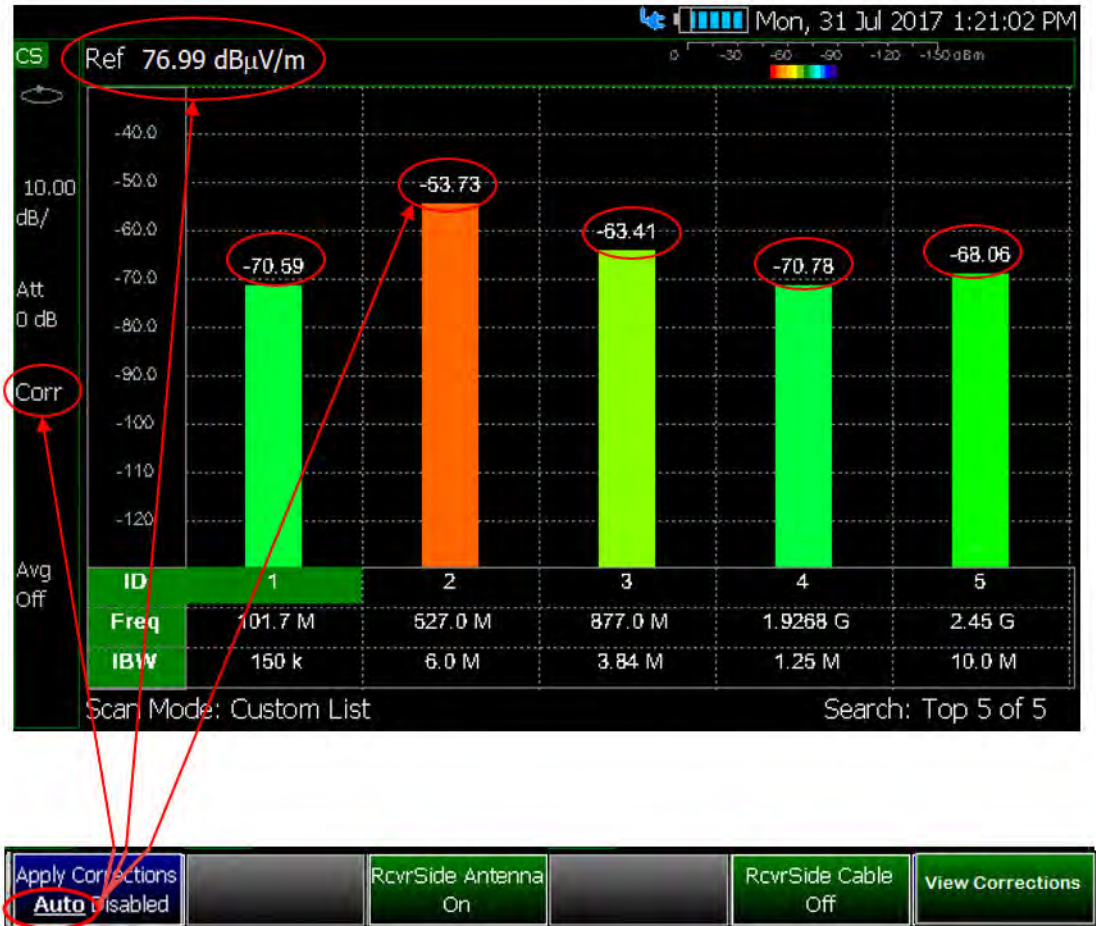 Mon, 31 Jul 2017 1:21:02 PM
CS
Ref 76.99 dBµV/m
0 -30 -60 -90 -120 -150 dBm
-40.0
10.00
dB/
-50.0
-53.73
-60.0
-63.41
-70.59
-70.78
-68.06
-70.0
Att
0 dB
-80.0
-90.0
Corr
-100
-110
-120
Avg
Off
ID 1 2 3 4 5
Freq 101.7 M 527.0 M 877.0 M 1.9268 G 2.45 G
IBW 150 k 6.0 M 3.84 M 1.25 M 10.0 M
Scan Mode: Custom List Search: Top 5 of 5
Apply Corrections
Auto Disabled
RcvrSide Antenna
On
RcvrSide Cable
Off
View Corrections